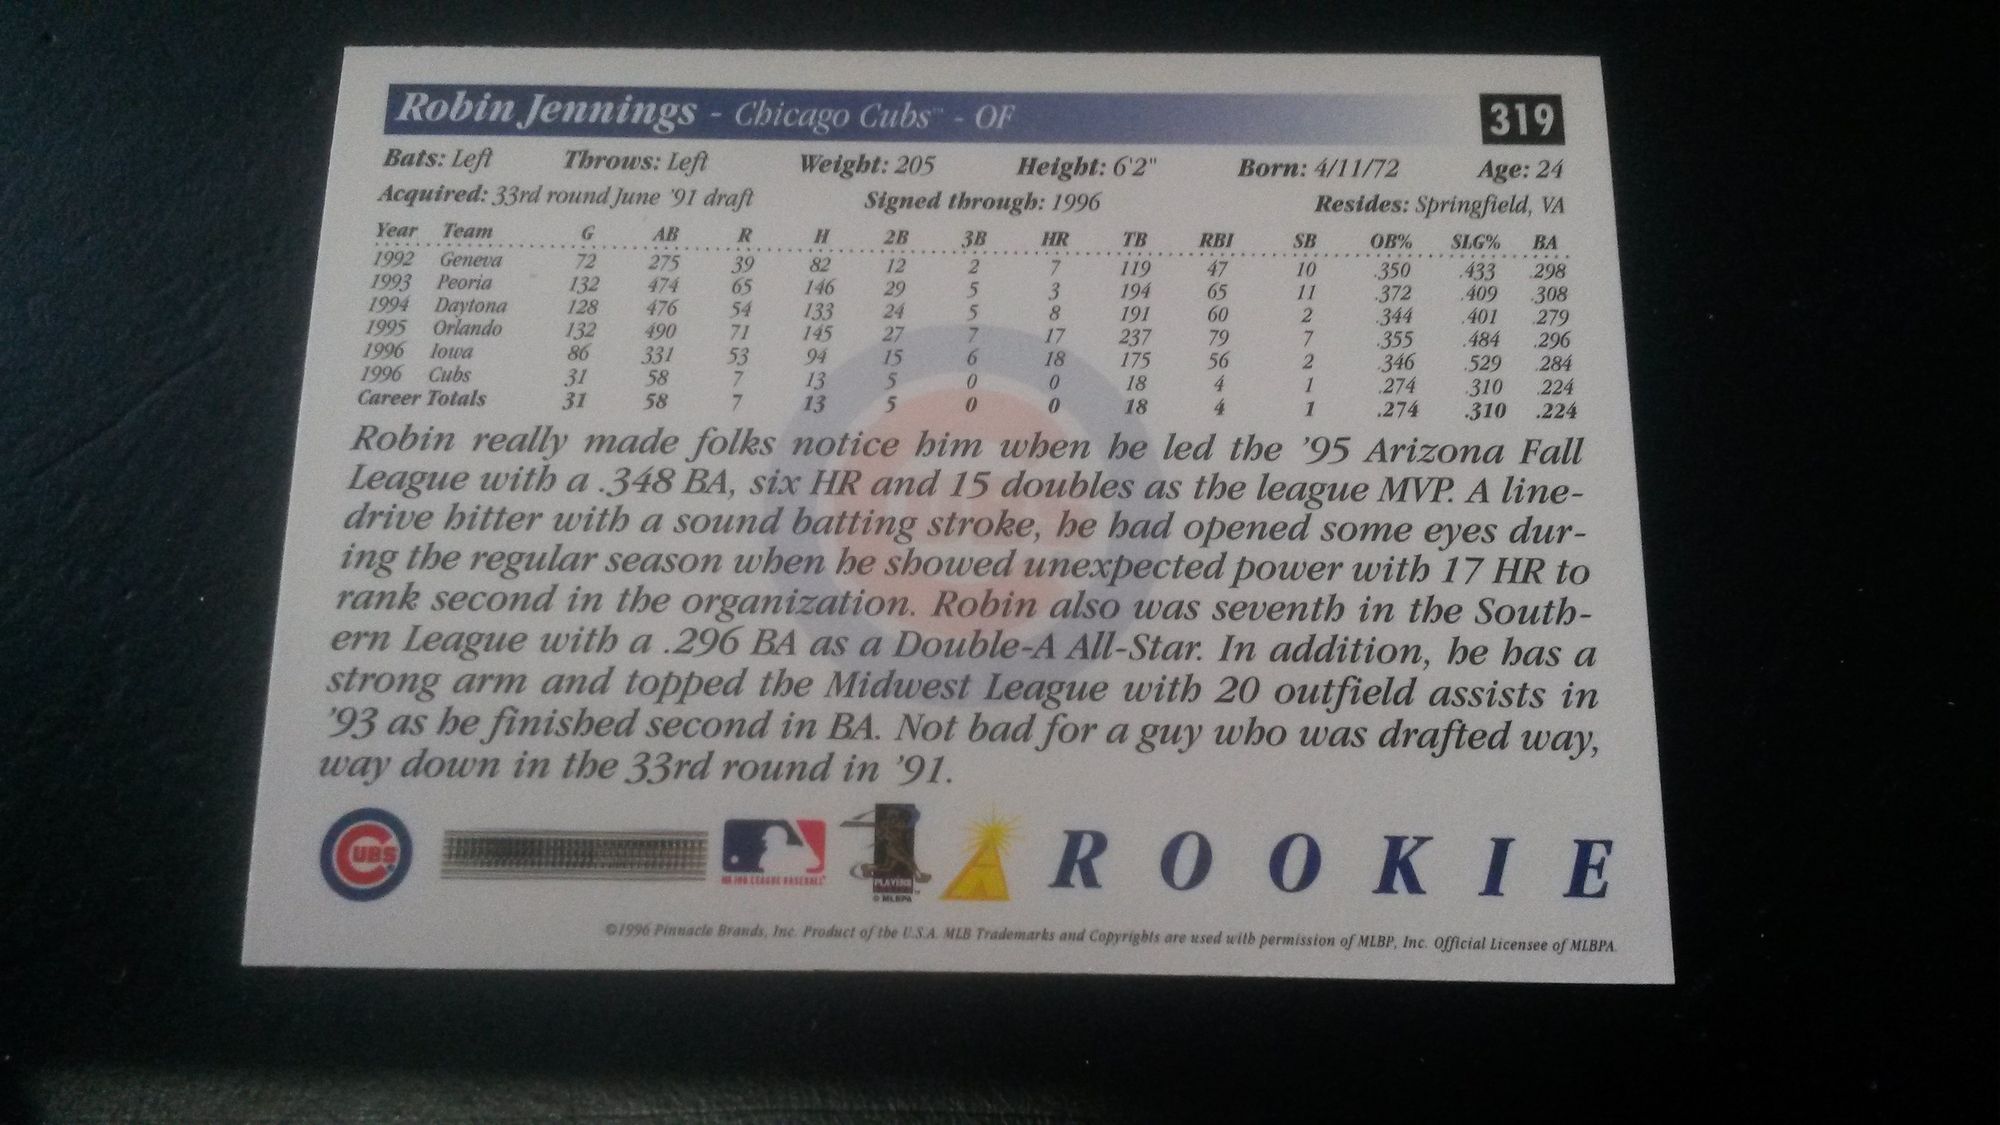 Robin Jennings - Chicago Cubs™ - OF 319
Bats: Left Throws: Left Weight: 205 Height: 6'2" Born: 4/11/72 Age: 24
Acquired: 33rd round June '91 draft Signed through: 1996 Resides: Springfield, VA
Year Team G AB R H 2B 3B HR TB RBI SB OB% SLG% BA
1992 Geneva 72 275 39 82 12 2 7 119 47 10 .350 .433 .298
1993 Peoria 132 474 65 146 29 5 3 194 65 11 .372 .409 .308
1994 Daytona 128 476 54 133 24 5 8 191 60 2 .344 .401 .279
1995 Orlando 132 490 71 145 27 7 17 237 79 7 .355 .484 .296
1996 Iowa 86 331 53 94 15 6 18 175 56 2 .346 .529 .284
1996 Cubs 31 58 7 13 5 0 0 18 4 1 .274 .310 .224
Career Totals 31 58 7 13 5 0 0 18 4 1 .274 .310 .224
Robin really made folks notice him when he led the '95 Arizona Fall
League with a .348 BA, six HR and 15 doubles as the league MVP. A line-
drive hitter with a sound batting stroke, he had opened some eyes dur-
ing the regular season when he showed unexpected power with 17 HR to
rank second in the organization. Robin also was seventh in the South-
ern League with a .296 BA as a Double-A All-Star. In addition, he has a
strong arm and topped the Midwest League with 20 outfield assists in
'93 as he finished second in BA. Not bad for a guy who was drafted way,
way down in the 33rd round in '91.
CUBS MAJOR LEAGUE BASEBALL PLAYERS ROOKIE
© MLBPA
©1996 Pinnacle Brands, Inc. Product of the U.S.A. MLB Trademarks and Copyrights are used with permission of MLBP, Inc. Official Licensee of MLBPA.